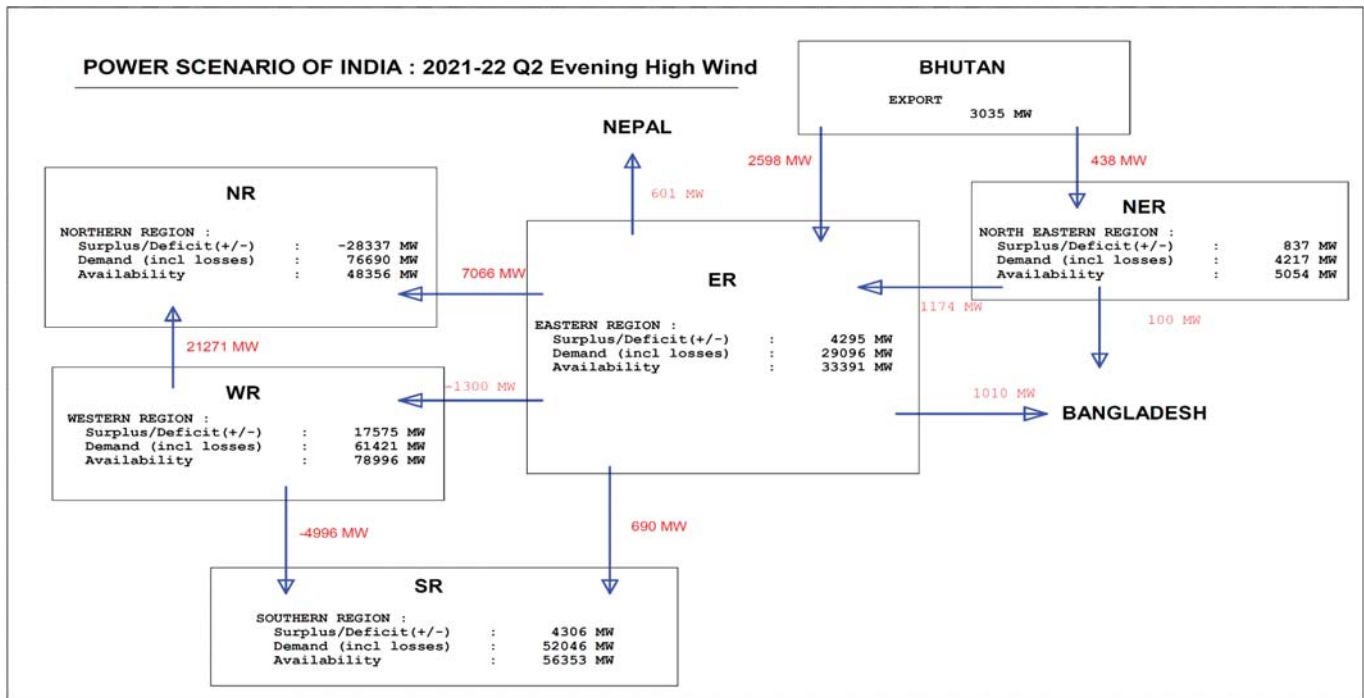 POWER SCENARIO OF INDIA : 2021-22 Q2 Evening High Wind
BHUTAN
EXPORT
3035 MW
NEPAL
2598 MW
438 MW
601 MW
NR
NORTHERN REGION :
Surplus/Deficit(+/-) : -28337 MW
Demand (incl losses) : 76690 MW
Availability : 48356 MW
NER
NORTH EASTERN REGION :
Surplus/Deficit(+/-) : 837 MW
Demand (incl losses) : 4217 MW
Availability : 5054 MW
7066 MW
ER
EASTERN REGION :
Surplus/Deficit(+/-) : 4295 MW
Demand (incl losses) : 29096 MW
Availability : 33391 MW
1174 MW
100 MW
21271 MW
-1300 MW
1010 MW
BANGLADESH
WR
WESTERN REGION :
Surplus/Deficit(+/-) : 17575 MW
Demand (incl losses) : 61421 MW
Availability : 78996 MW
-4996 MW
690 MW
SR
SOUTHERN REGION :
Surplus/Deficit(+/-) : 4306 MW
Demand (incl losses) : 52046 MW
Availability : 56353 MW